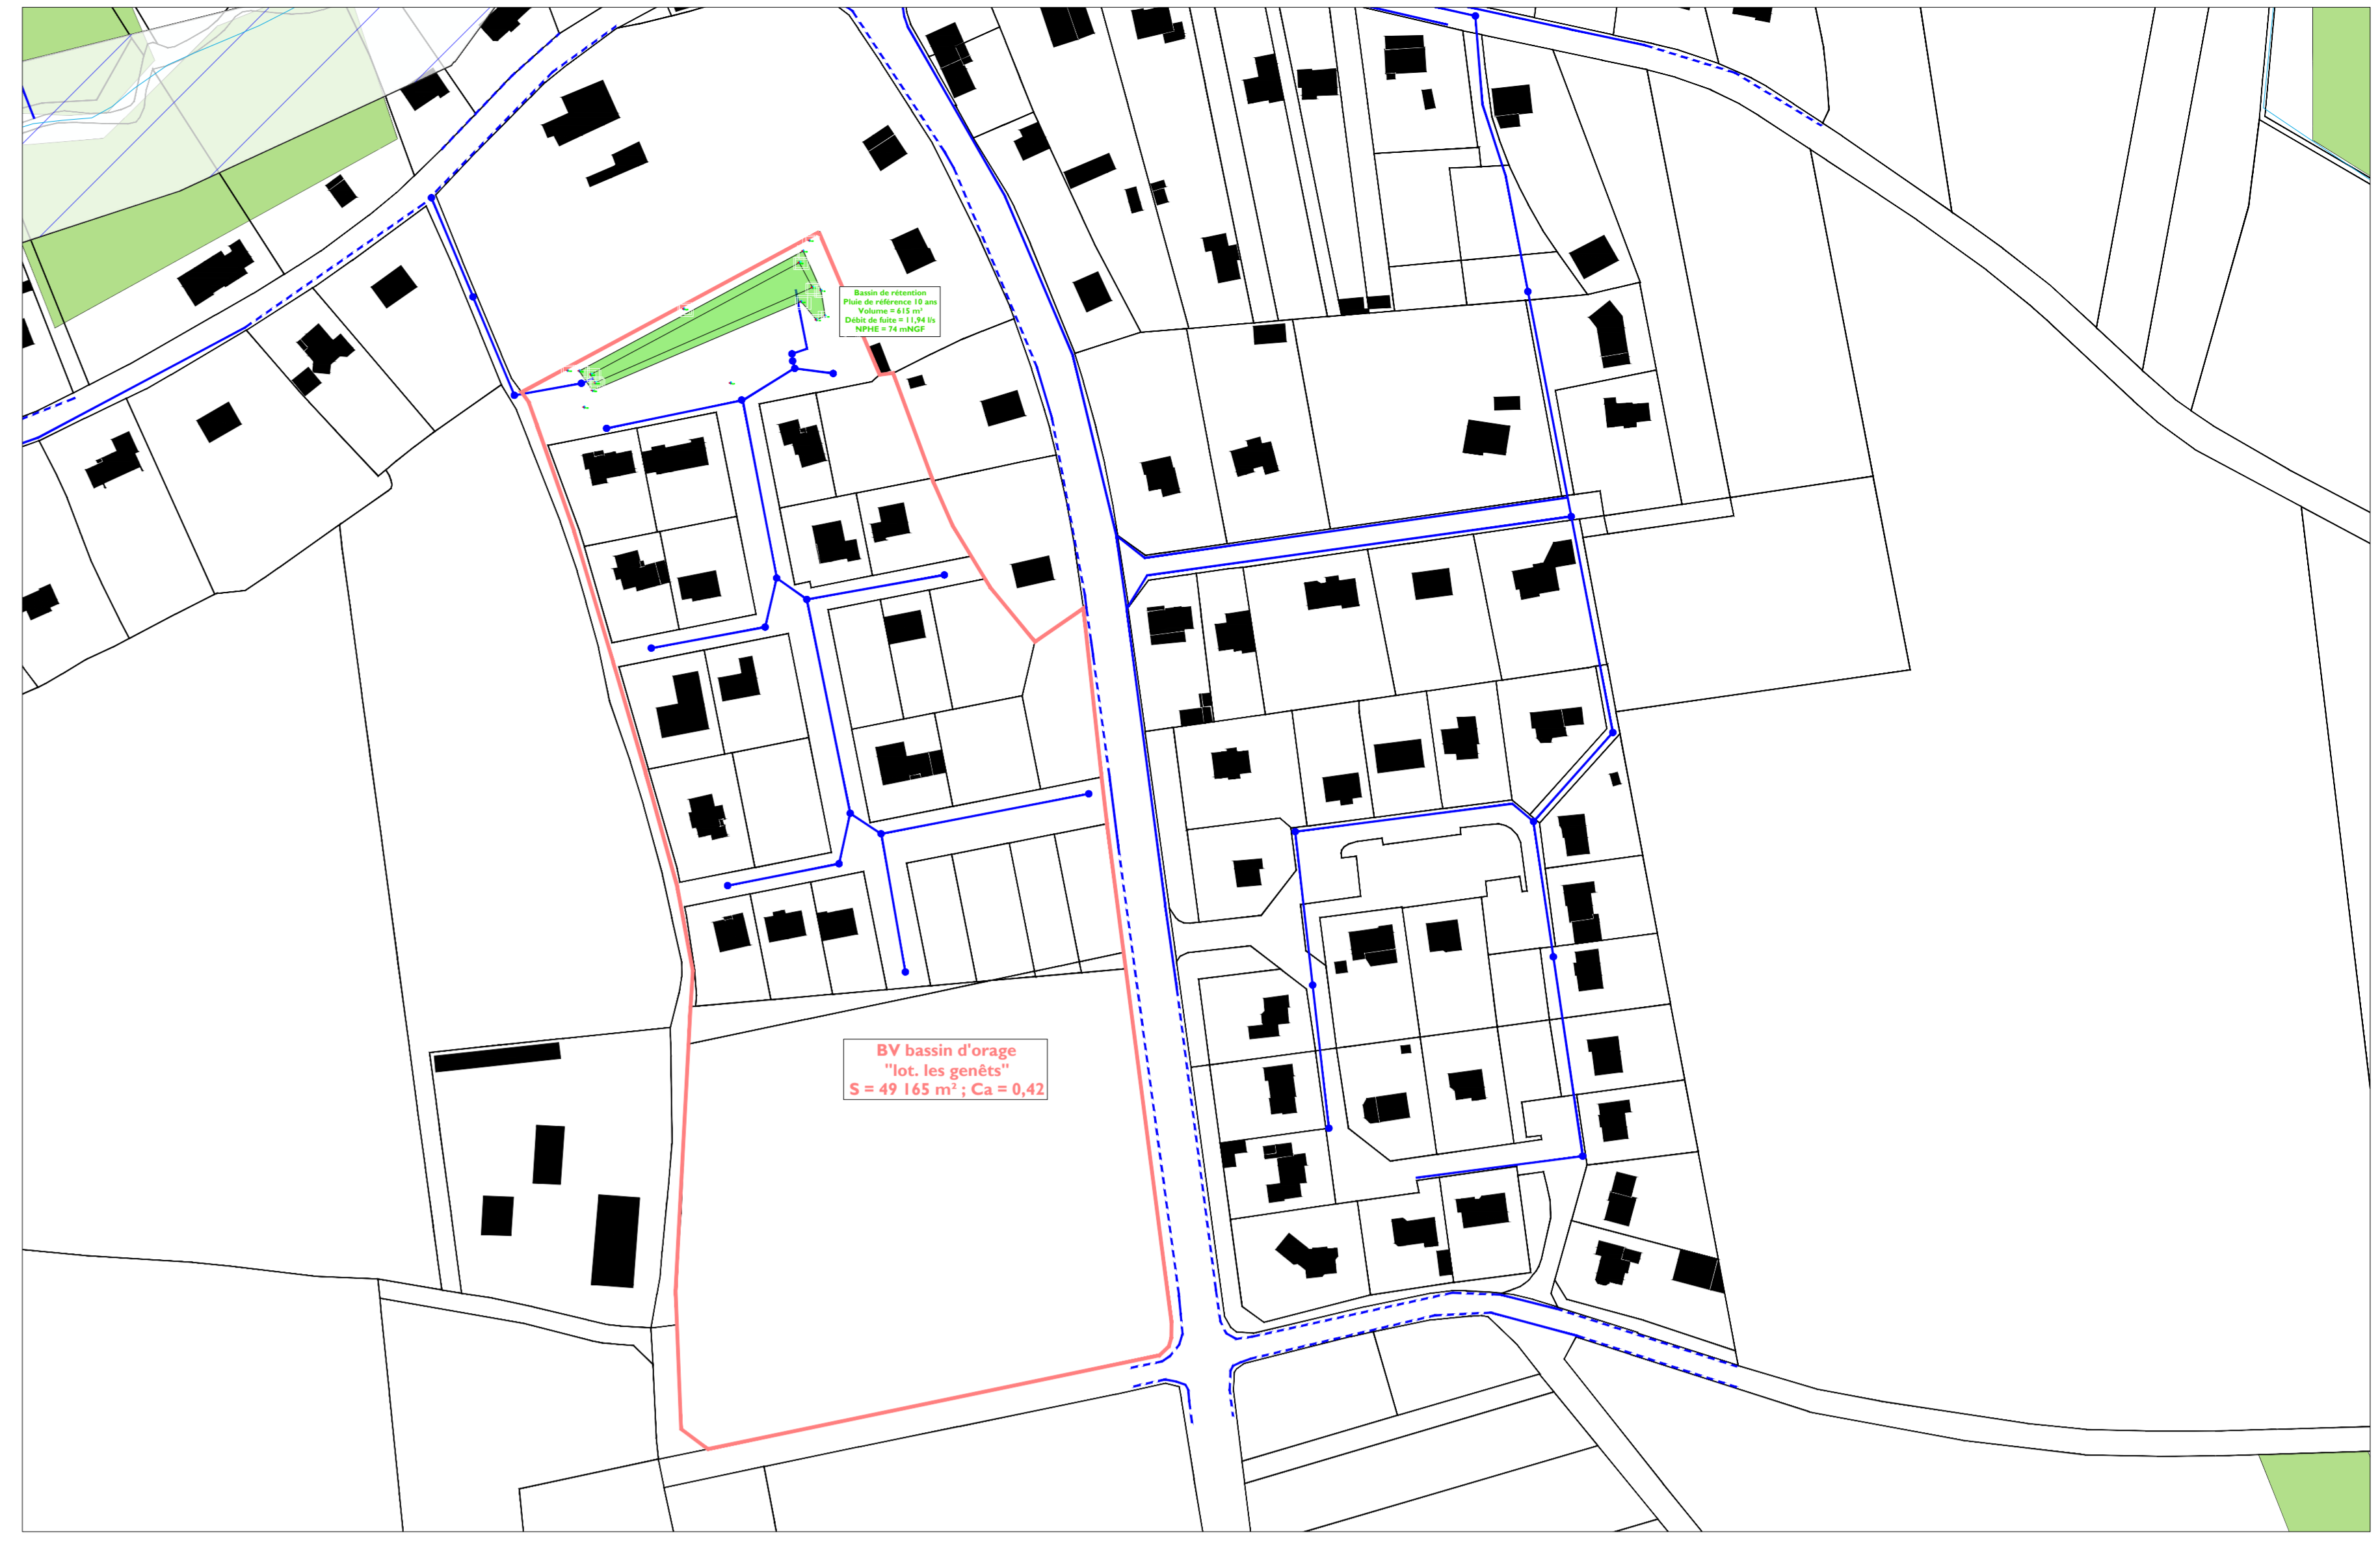 Bassin de rétention
Pluie de référence 10 ans
Volume = 615 m³
Débit de fuite = 11,94 l/s
NPHE = 74 mNGF
BV bassin d'orage
"lot. les genêts"
S = 49 165 m² ; Ca = 0,42